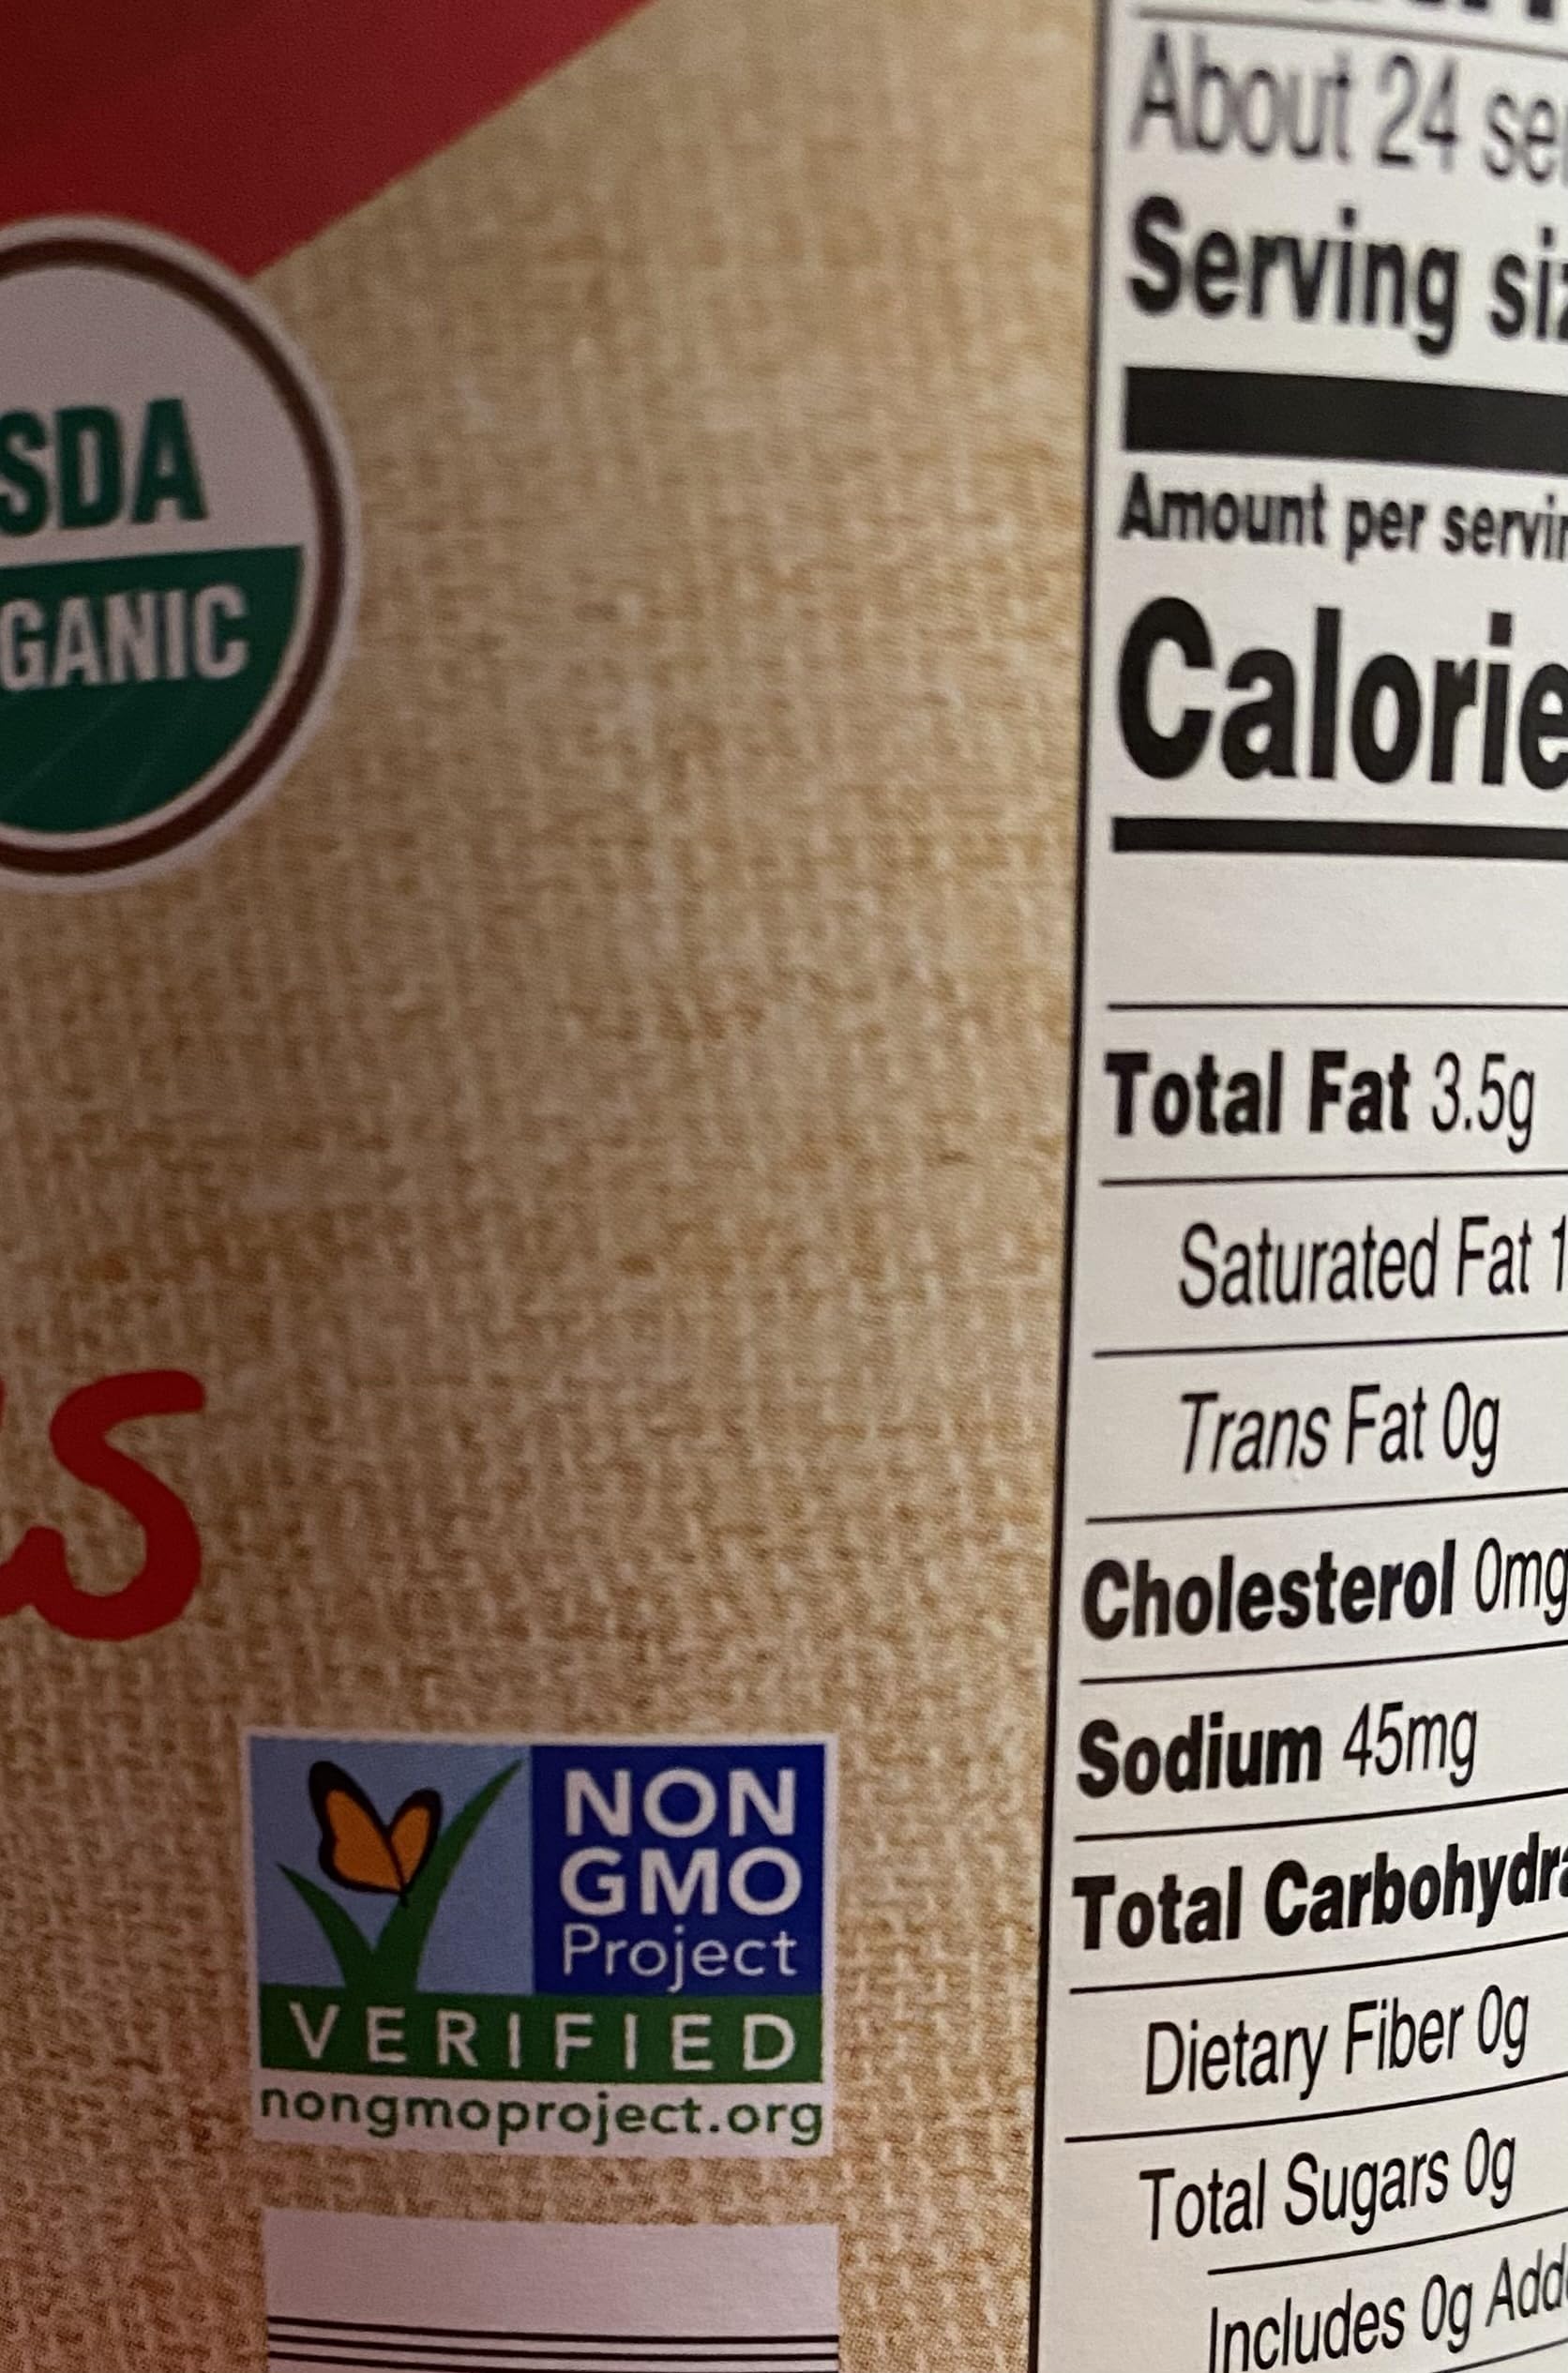 SDA
GANIC
s
NON
GMO
Project
VERIFIED
nongmoproject.org
About 24 se
Serving si
Amount per servin
Calorie
Total Fat 3.5g
Saturated Fat 1
Trans Fat 0g
Cholesterol 0mg
Sodium 45mg
Total Carbohydra
Dietary Fiber 0g
Total Sugars 0g
Includes 0g Adde